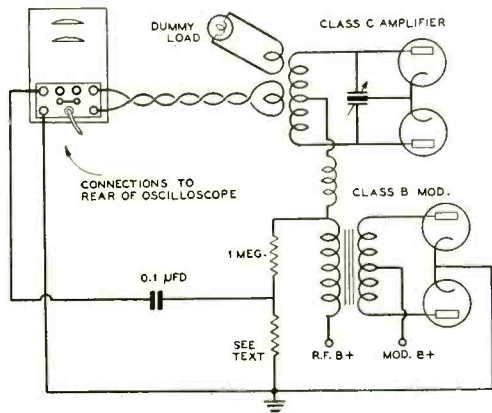 DUMMY
LOAD
CLASS C AMPLIFIER
CONNECTIONS TO
REAR OF OSCILLOSCOPE
CLASS B MOD.
1 MEG.
0.1 µFD
SEE
TEXT
R.F. B+
MOD. B+